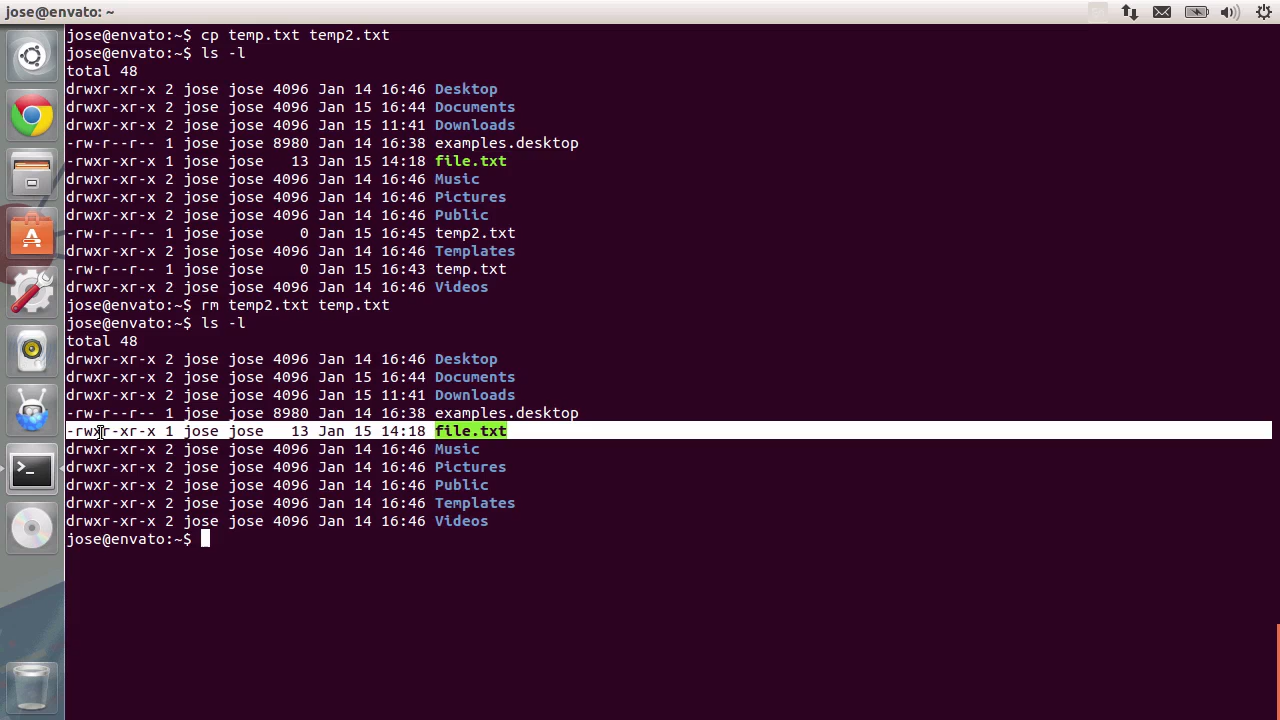 jose@envato: ~
jose@envato:~$ cp temp.txt temp2.txt
jose@envato:~$ ls -l
total 48
drwxr-xr-x 2 jose jose 4096 Jan 14 16:46 Desktop
drwxr-xr-x 2 jose jose 4096 Jan 15 16:44 Documents
drwxr-xr-x 2 jose jose 4096 Jan 15 11:41 Downloads
-rw-r--r-- 1 jose jose 8980 Jan 14 16:38 examples.desktop
-rwxr-xr-x 1 jose jose   13 Jan 15 14:18 file.txt
drwxr-xr-x 2 jose jose 4096 Jan 14 16:46 Music
drwxr-xr-x 2 jose jose 4096 Jan 14 16:46 Pictures
drwxr-xr-x 2 jose jose 4096 Jan 14 16:46 Public
-rw-r--r-- 1 jose jose    0 Jan 15 16:45 temp2.txt
drwxr-xr-x 2 jose jose 4096 Jan 14 16:46 Templates
-rw-r--r-- 1 jose jose    0 Jan 15 16:43 temp.txt
drwxr-xr-x 2 jose jose 4096 Jan 14 16:46 Videos
jose@envato:~$ rm temp2.txt temp.txt
jose@envato:~$ ls -l
total 48
drwxr-xr-x 2 jose jose 4096 Jan 14 16:46 Desktop
drwxr-xr-x 2 jose jose 4096 Jan 15 16:44 Documents
drwxr-xr-x 2 jose jose 4096 Jan 15 11:41 Downloads
-rw-r--r-- 1 jose jose 8980 Jan 14 16:38 examples.desktop
-rwxr-xr-x 1 jose jose   13 Jan 15 14:18 file.txt
drwxr-xr-x 2 jose jose 4096 Jan 14 16:46 Music
drwxr-xr-x 2 jose jose 4096 Jan 14 16:46 Pictures
drwxr-xr-x 2 jose jose 4096 Jan 14 16:46 Public
drwxr-xr-x 2 jose jose 4096 Jan 14 16:46 Templates
drwxr-xr-x 2 jose jose 4096 Jan 14 16:46 Videos
jose@envato:~$